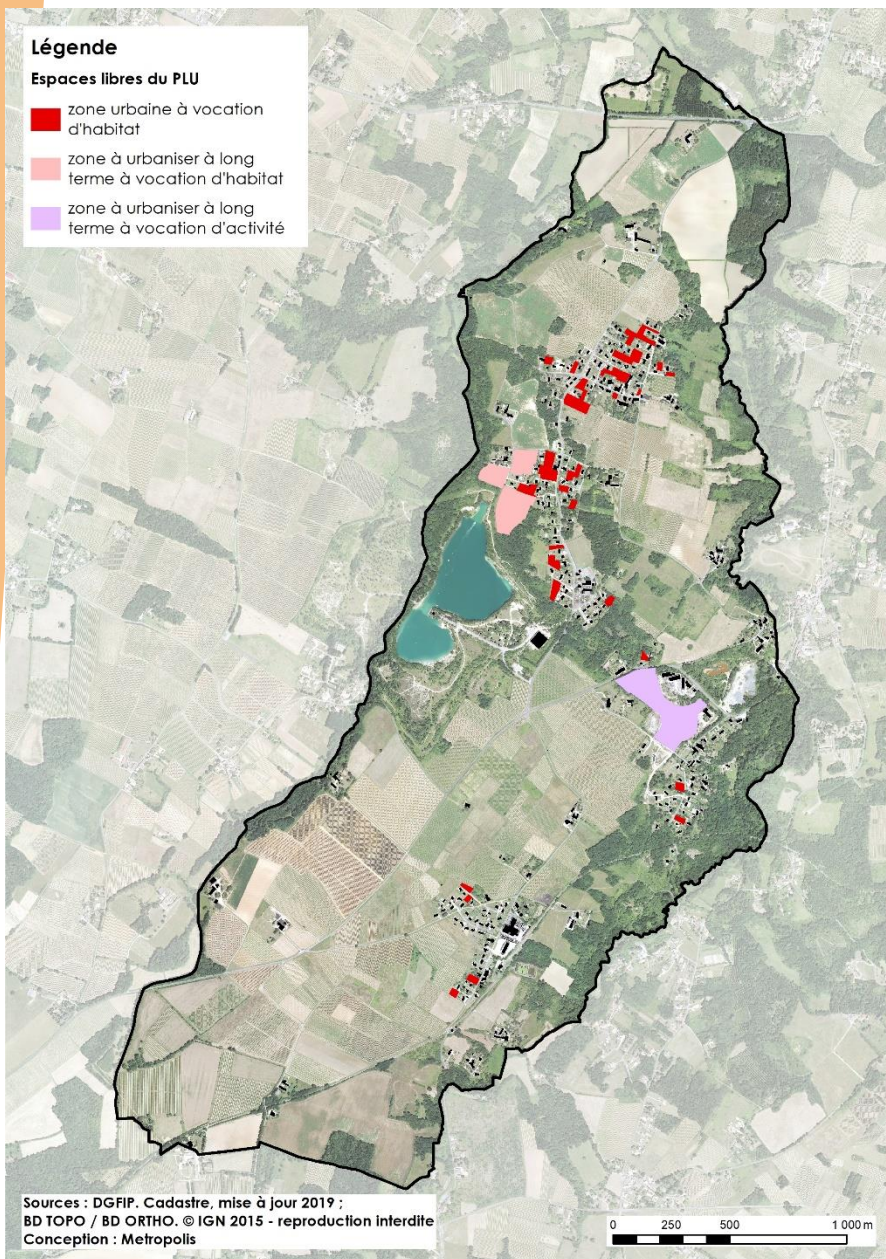 Légende
Espaces libres du PLU
zone urbaine à vocation
d'habitat
zone à urbaniser à long
terme à vocation d'habitat
zone à urbaniser à long
terme à vocation d'activité
Sources : DGFIP. Cadastre, mise à jour 2019 ;
BD TOPO / BD ORTHO. © IGN 2015 - reproduction interdite
Conception : Metropolis
0 250 500 1 000 m